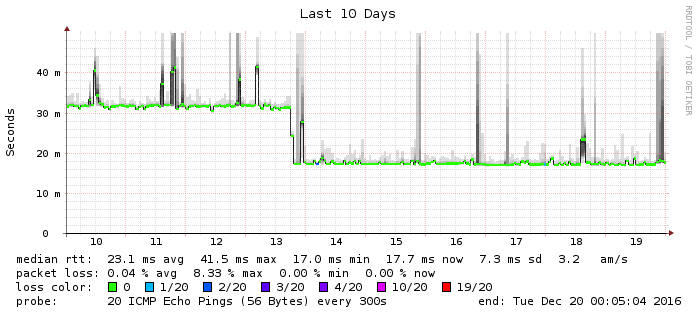 Last 10 Days
RRDTOOL / TOBI OETIKER
Seconds
40 m
30 m
20 m
10 m
0
10 11 12 13 14 15 16 17 18 19
median rtt: 23.1 ms avg 41.5 ms max 17.0 ms min 17.7 ms now 7.3 ms sd 3.2 am/s
packet loss: 0.04 % avg 8.33 % max 0.00 % min 0.00 % now
loss color: 0 1/20 2/20 3/20 4/20 10/20 19/20
probe: 20 ICMP Echo Pings (56 Bytes) every 300s end: Tue Dec 20 00:05:04 2016